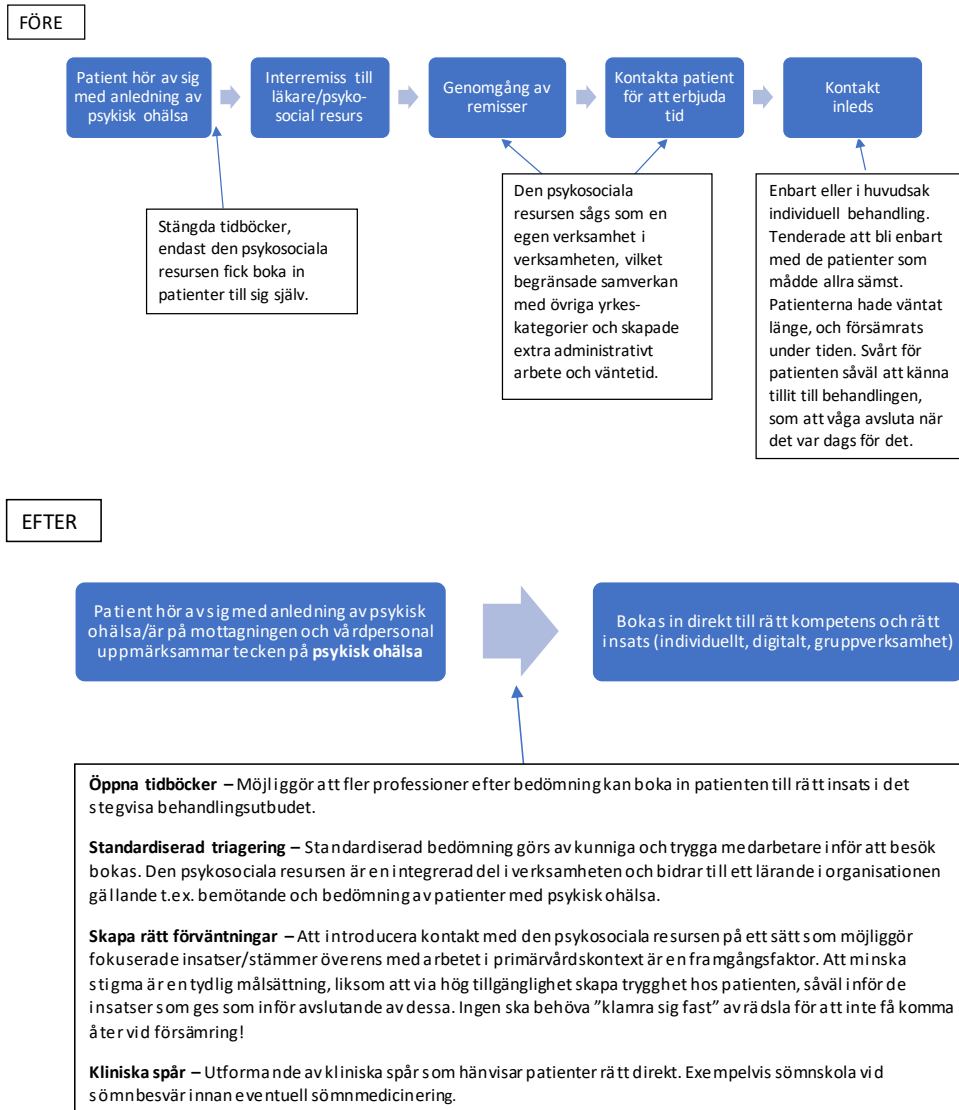 FÖRE
Patient hör av sig
med anledning av
psykisk ohälsa
Interremiss till
läkare/psyko-
social resurs
Genomgång av
remisser
Kontakta patient
för att erbjuda
tid
Kontakt
inleds
Stängda tidböcker,
endast den psykosociala
resursen fick boka in
patienter till sig själv.
Den psykosociala
resursen sågs som en
egen verksamhet i
verksamheten, vilket
begränsade samverkan
med övriga yrkes-
kategorier och skapade
extra administrativt
arbete och väntetid.
Enbart eller i huvudsak
individuell behandling.
Tenderade att bli enbart
med de patienter som
mådde allra sämst.
Patienterna hade väntat
länge, och försämrats
under tiden. Svårt för
patienten såväl att känna
tillit till behandlingen,
som att våga avsluta när
det var dags för det.
EFTER
Patient hör av sig med anledning av psykisk
ohälsa/är på mottagningen och vårdpersonal
uppmärksammar tecken på psykisk ohälsa
Bokas in direkt till rätt kompetens och rätt
insats (individuellt, digitalt, gruppverksamhet)
Öppna tidböcker – Möjliggör att fler professioner efter bedömning kan boka in patienten till rätt insats i det
stegvisa behandlingsutbudet.
Standardiserad triagering – Standardiserad bedömning görs av kunniga och trygga medarbetare inför att besök
bokas. Den psykosociala resursen är en integrerad del i verksamheten och bidrar till ett lärande i organisationen
gällande t.ex. bemötande och bedömning av patienter med psykisk ohälsa.
Skapa rätt förväntningar – Att introducera kontakt med den psykosociala resursen på ett sätt som möjliggör
fokuserade insatser/stämmer överens med arbetet i primärvårdskontext är en framgångsfaktor. Att minska
stigma är en tydlig målsättning, liksom att via hög tillgänglighet skapa trygghet hos patienten, såväl inför de
insatser som ges som inför avslutande av dessa. Ingen ska behöva ”klamra sig fast” av rädsla för att inte få komma
åter vid försämring!
Kliniska spår – Utformande av kliniska spår som hänvisar patienter rätt direkt. Exempelvis sömnskola vid
sömnbesvär innan eventuell sömnmedicinering.